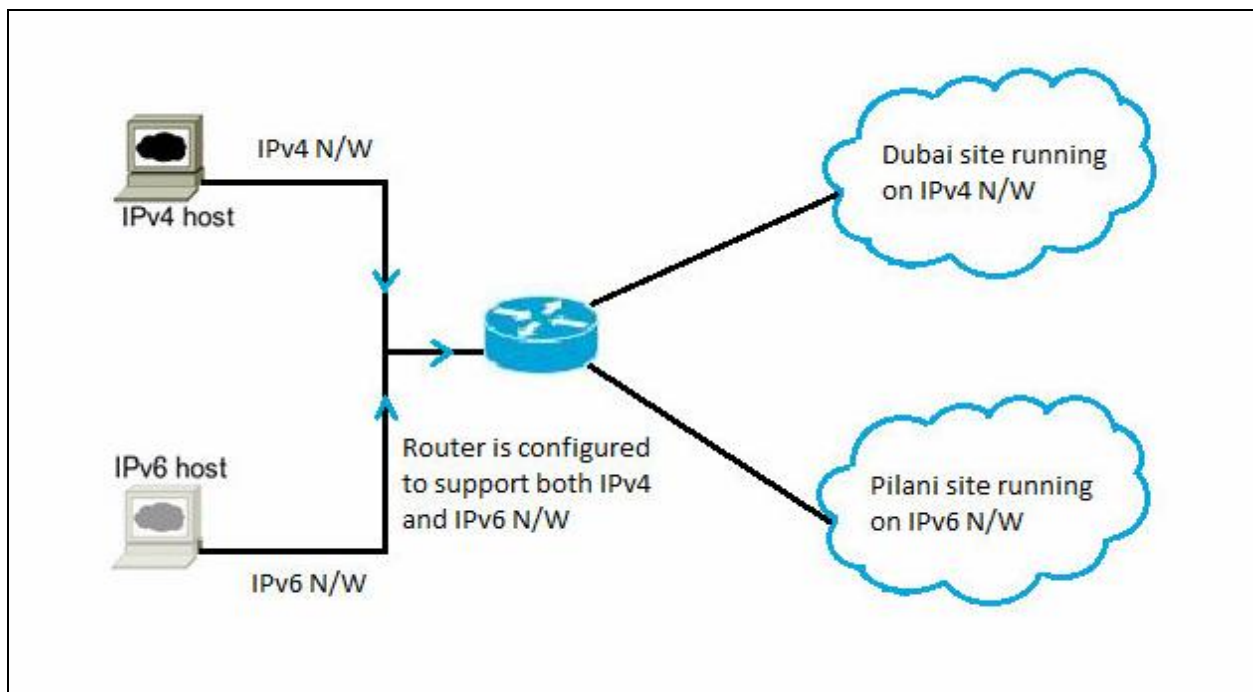 IPv4 N/W
IPv4 host
Dubai site running
on IPv4 N/W
IPv6 host
IPv6 N/W
Router is configured
to support both IPv4
and IPv6 N/W
Pilani site running
on IPv6 N/W